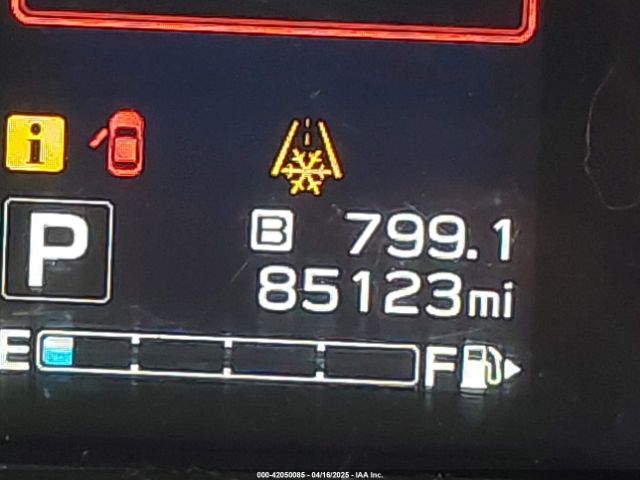 i
P
B 799.1
85123mi
E F
000-42050085 - 04/16/2025 - IAA Inc.